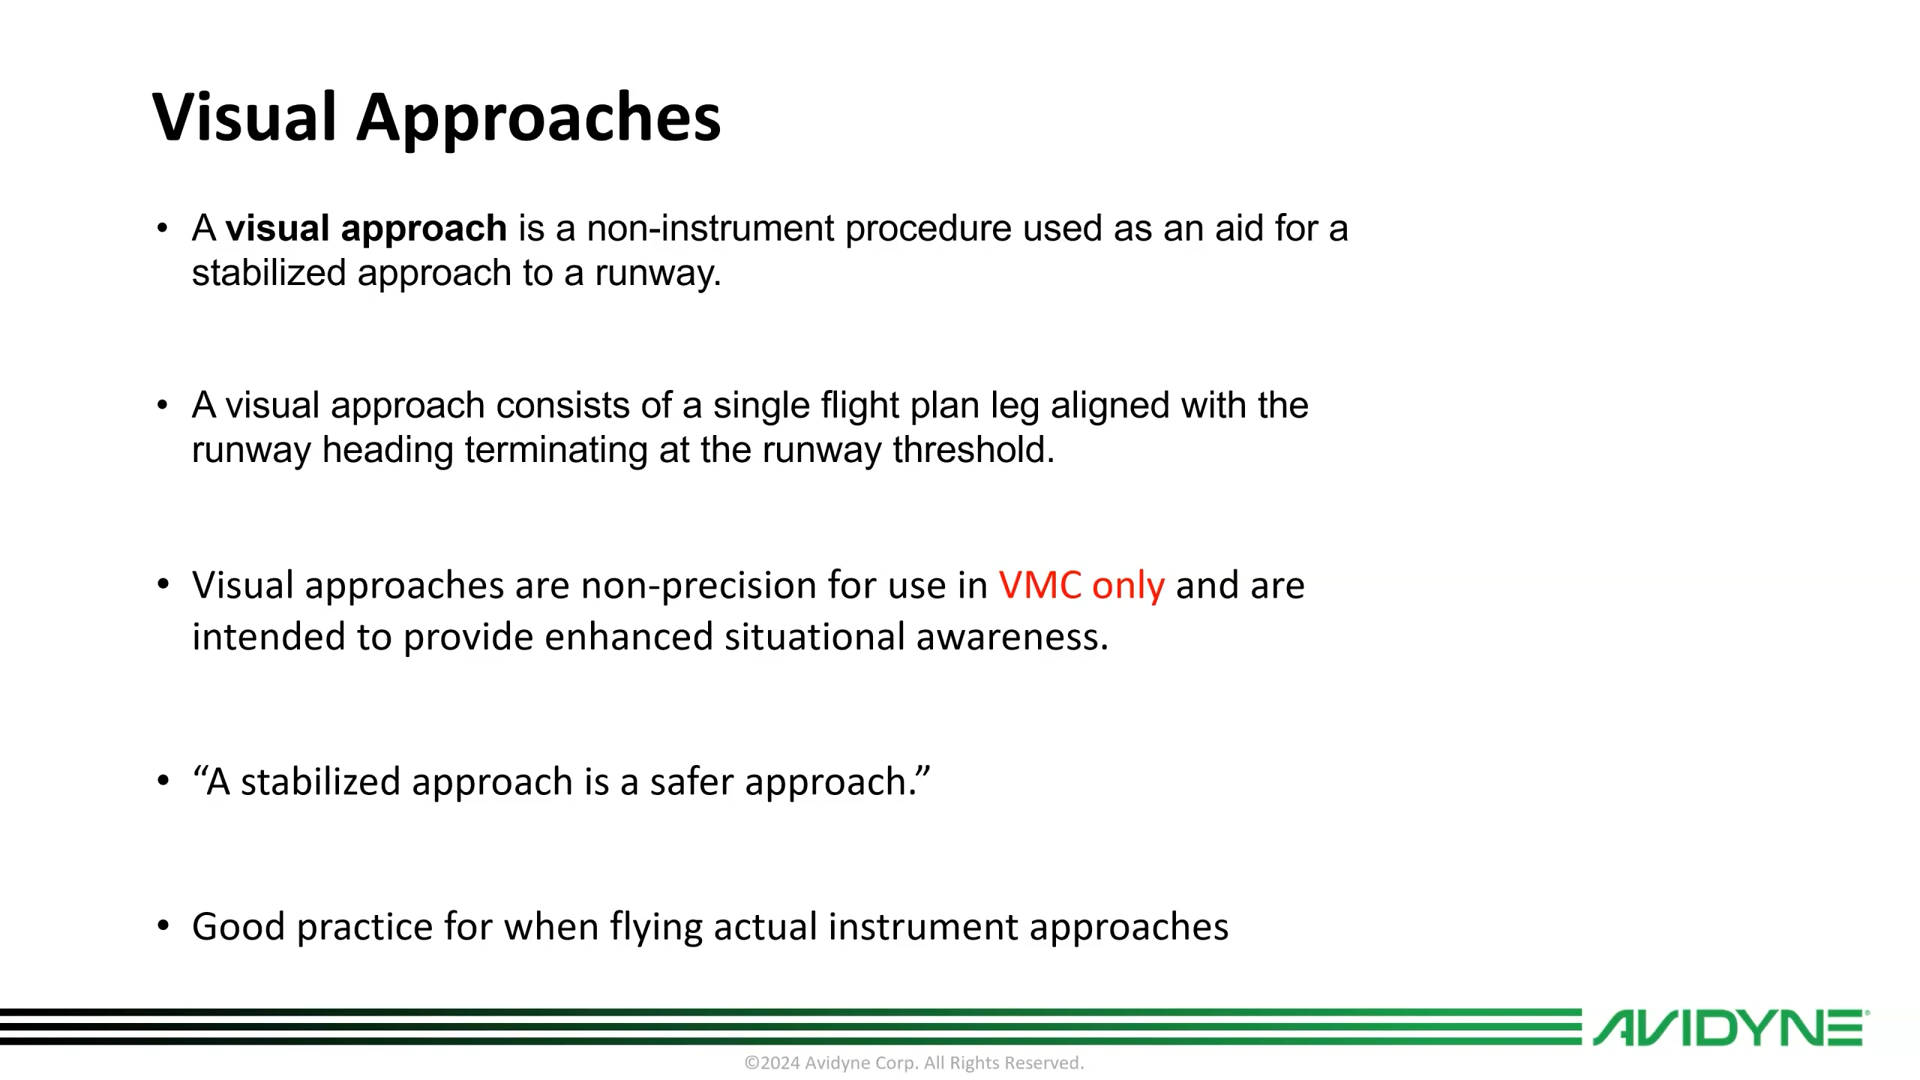 Visual Approaches
• A visual approach is a non-instrument procedure used as an aid for a
stabilized approach to a runway.
• A visual approach consists of a single flight plan leg aligned with the
runway heading terminating at the runway threshold.
• Visual approaches are non-precision for use in VMC only and are
intended to provide enhanced situational awareness.
• “A stabilized approach is a safer approach.”
• Good practice for when flying actual instrument approaches
AVIDYNE®
©2024 Avidyne Corp. All Rights Reserved.